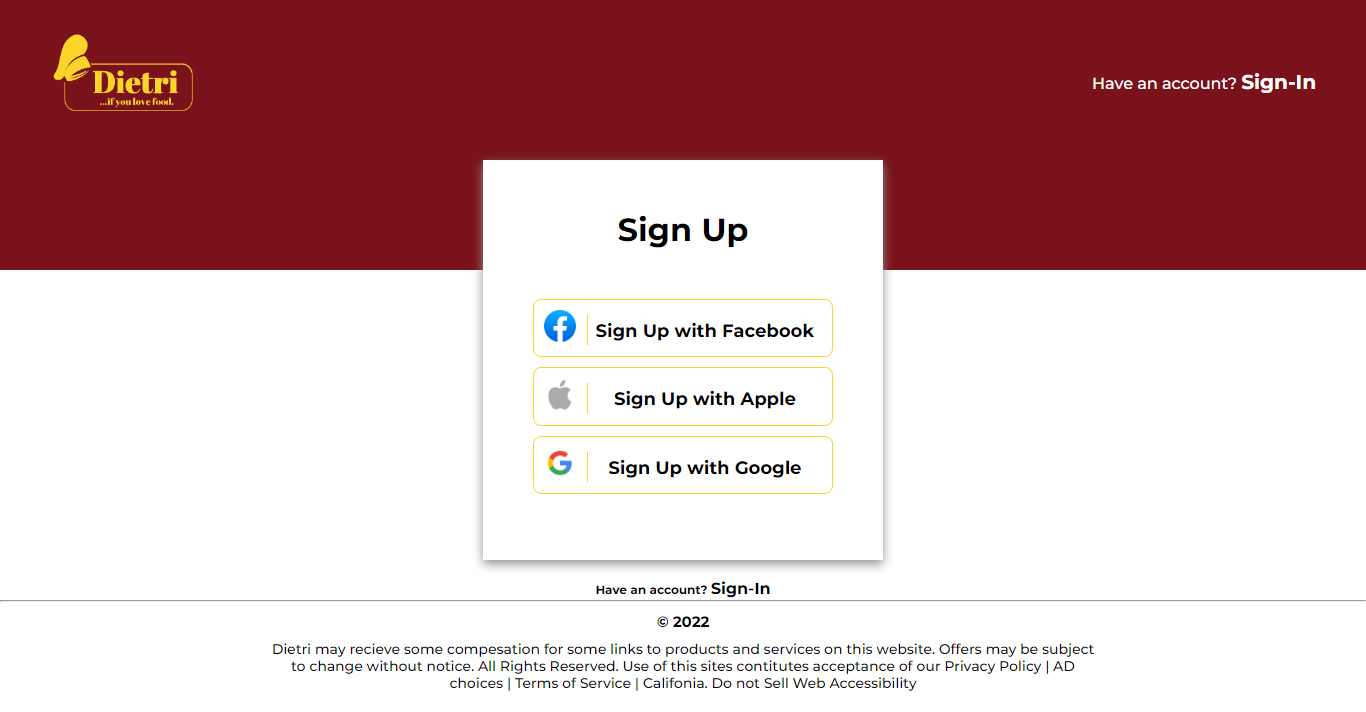 Dietri
...if you love food.
Have an account? Sign-In
Sign Up
Sign Up with Facebook
Sign Up with Apple
Sign Up with Google
Have an account? Sign-In
© 2022
Dietri may recieve some compesation for some links to products and services on this website. Offers may be subject
to change without notice. All Rights Reserved. Use of this sites contitutes acceptance of our Privacy Policy | AD
choices | Terms of Service | Califonia. Do not Sell Web Accessibility